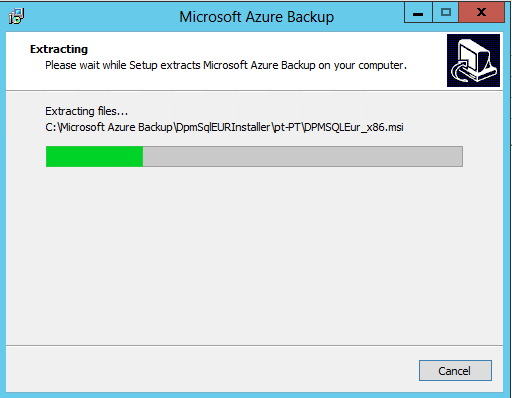 Microsoft Azure Backup
Extracting
Please wait while Setup extracts Microsoft Azure Backup on your computer.
Extracting files...
C:\Microsoft Azure Backup\DpmSqlEURInstaller\pt-PT\DPMSQLEur_x86.msi
Cancel